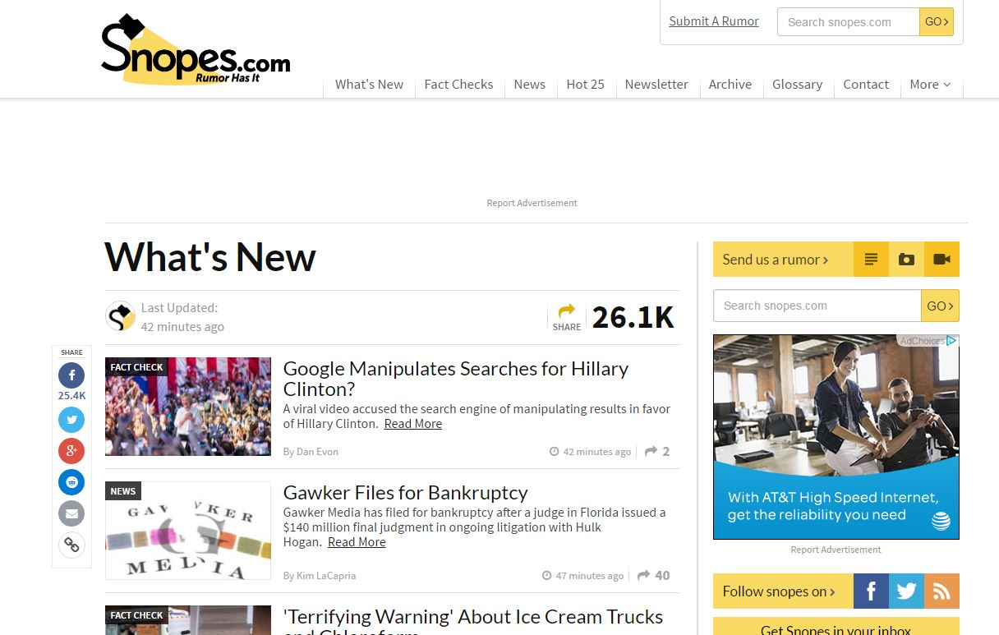 Submit A Rumor
Search snopes.com
GO
Snopes.com
Rumor Has It
What's New
Fact Checks
News
Hot 25
Newsletter
Archive
Glossary
Contact
More
Report Advertisement
What's New
Last Updated:
42 minutes ago
SHARE
26.1K
SHARE
25.4K
FACT CHECK
Google Manipulates Searches for Hillary
Clinton?
A viral video accused the search engine of manipulating results in favor
of Hillary Clinton. Read More
By Dan Evon
42 minutes ago
2
NEWS
GAWKER
G
MEDIA
Gawker Files for Bankruptcy
Gawker Media has filed for bankruptcy after a judge in Florida issued a
$140 million final judgment in ongoing litigation with Hulk
Hogan. Read More
By Kim LaCapria
47 minutes ago
40
FACT CHECK
'Terrifying Warning' About Ice Cream Trucks
and Chloroform
Send us a rumor
Search snopes.com
GO
AdChoices
With AT&T High Speed Internet,
get the reliability you need
Report Advertisement
Follow snopes on
Get Snopes in your inbox